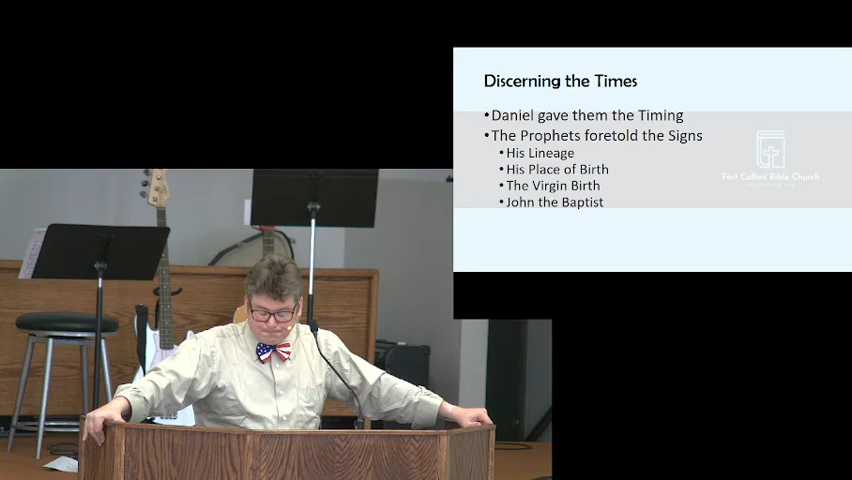 Discerning the Times
•Daniel gave them the Timing
•The Prophets foretold the Signs
•His Lineage
•His Place of Birth
•The Virgin Birth
•John the Baptist
Fort Collins Bible Church